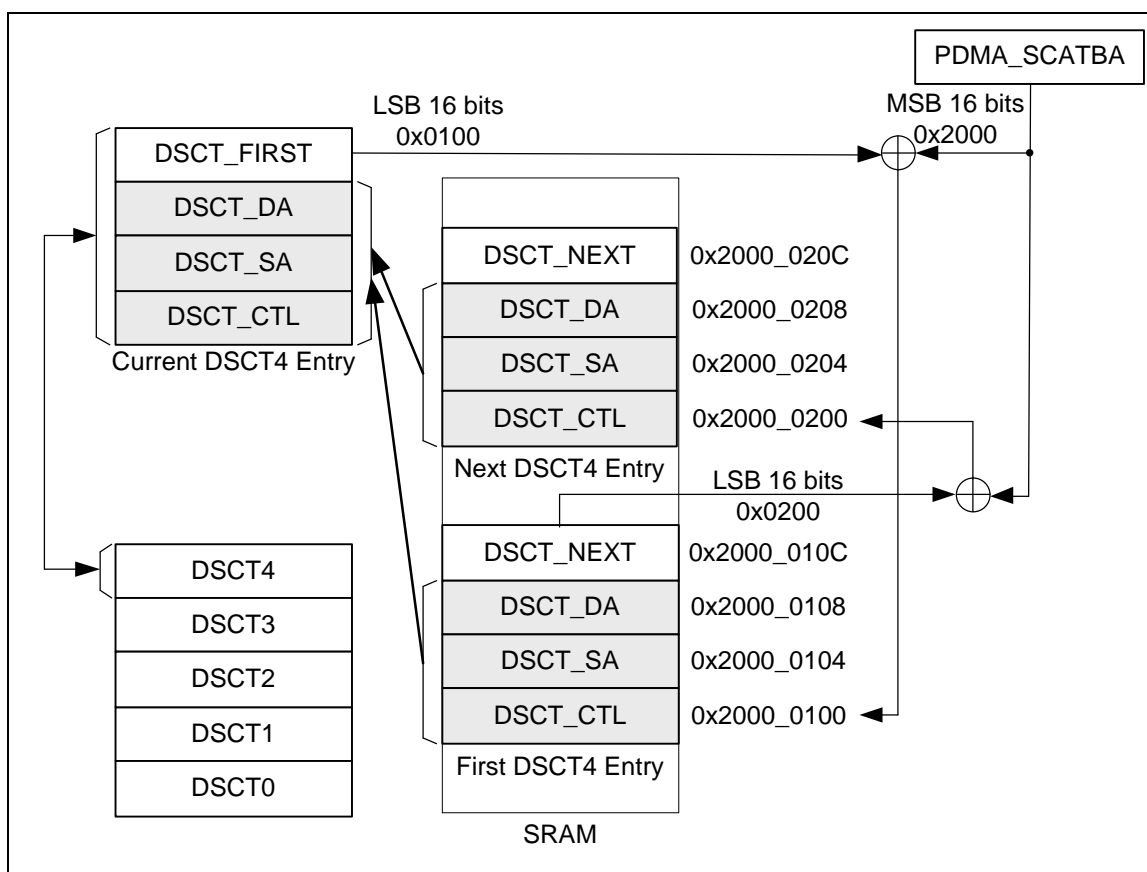 PDMA_SCATBA
LSB 16 bits
0x0100
MSB 16 bits
0x2000
DSCT_FIRST
DSCT_DA
DSCT_SA
DSCT_CTL
Current DSCT4 Entry
DSCT_NEXT
0x2000_020C
DSCT_DA
0x2000_0208
DSCT_SA
0x2000_0204
DSCT_CTL
0x2000_0200
Next DSCT4 Entry
LSB 16 bits
0x0200
DSCT_NEXT
0x2000_010C
DSCT_DA
0x2000_0108
DSCT_SA
0x2000_0104
DSCT_CTL
0x2000_0100
First DSCT4 Entry
SRAM
DSCT4
DSCT3
DSCT2
DSCT1
DSCT0